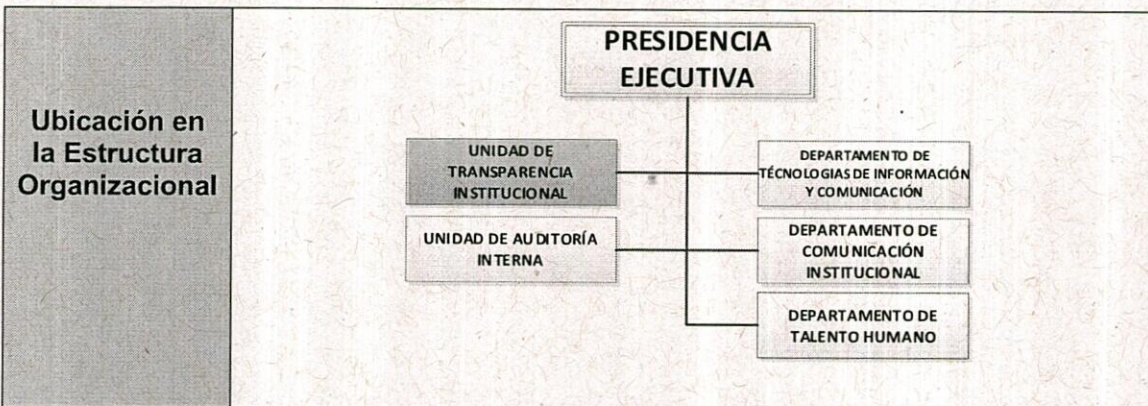 Ubicación en
la Estructura
Organizacional
PRESIDENCIA
EJECUTIVA
UNIDAD DE
TRANSPARENCIA
INSTITUCIONAL
DEPARTAMENTO DE
TÉCNOLOGIAS DE INFORMACIÓN
Y COMUNICACIÓN
UNIDAD DE AUDITORÍA
INTERNA
DEPARTAMENTO DE
COMUNICACIÓN
INSTITUCIONAL
DEPARTAMENTO DE
TALENTO HUMANO